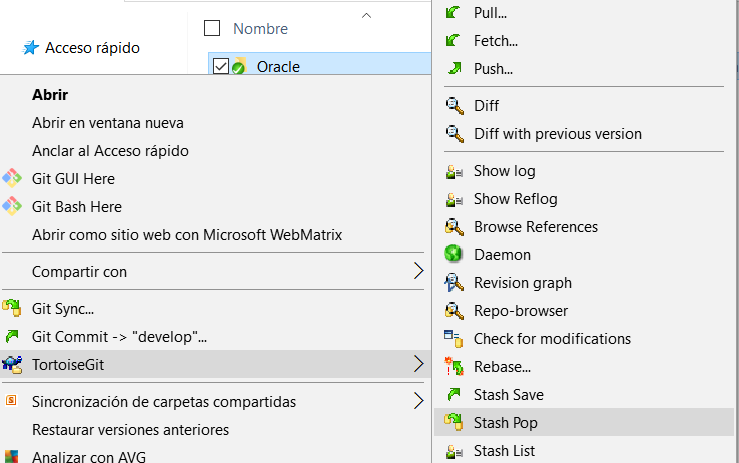 Acceso rápido
Nombre
Oracle
Abrir
Abrir en ventana nueva
Anclar al Acceso rápido
Git GUI Here
Git Bash Here
Abrir como sitio web con Microsoft WebMatrix
Compartir con
Git Sync...
Git Commit -> "develop"...
TortoiseGit
Sincronización de carpetas compartidas
Restaurar versiones anteriores
Analizar con AVG
Pull...
Fetch...
Push...
Diff
Diff with previous version
Show log
Show Reflog
Browse References
Daemon
Revision graph
Repo-browser
Check for modifications
Rebase...
Stash Save
Stash Pop
Stash List